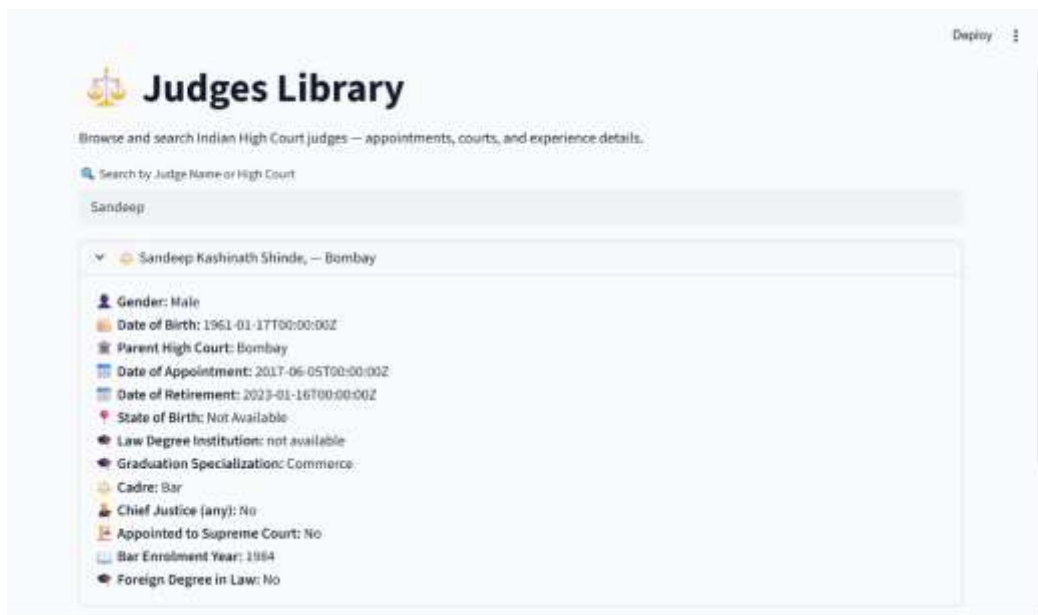 Deploy
Judges Library
Browse and search Indian High Court judges — appointments, courts, and experience details.
Search by Judge Name or High Court
Sandeep
Sandeep Kashinath Shinde, — Bombay
Gender: Male
Date of Birth: 1961-01-17T00:00:00Z
Parent High Court: Bombay
Date of Appointment: 2017-06-05T00:00:00Z
Date of Retirement: 2023-01-16T00:00:00Z
State of Birth: Not Available
Law Degree Institution: not available
Graduation Specialization: Commerce
Cadre: Bar
Chief Justice (any): No
Appointed to Supreme Court: No
Bar Enrolment Year: 1984
Foreign Degree in Law: No